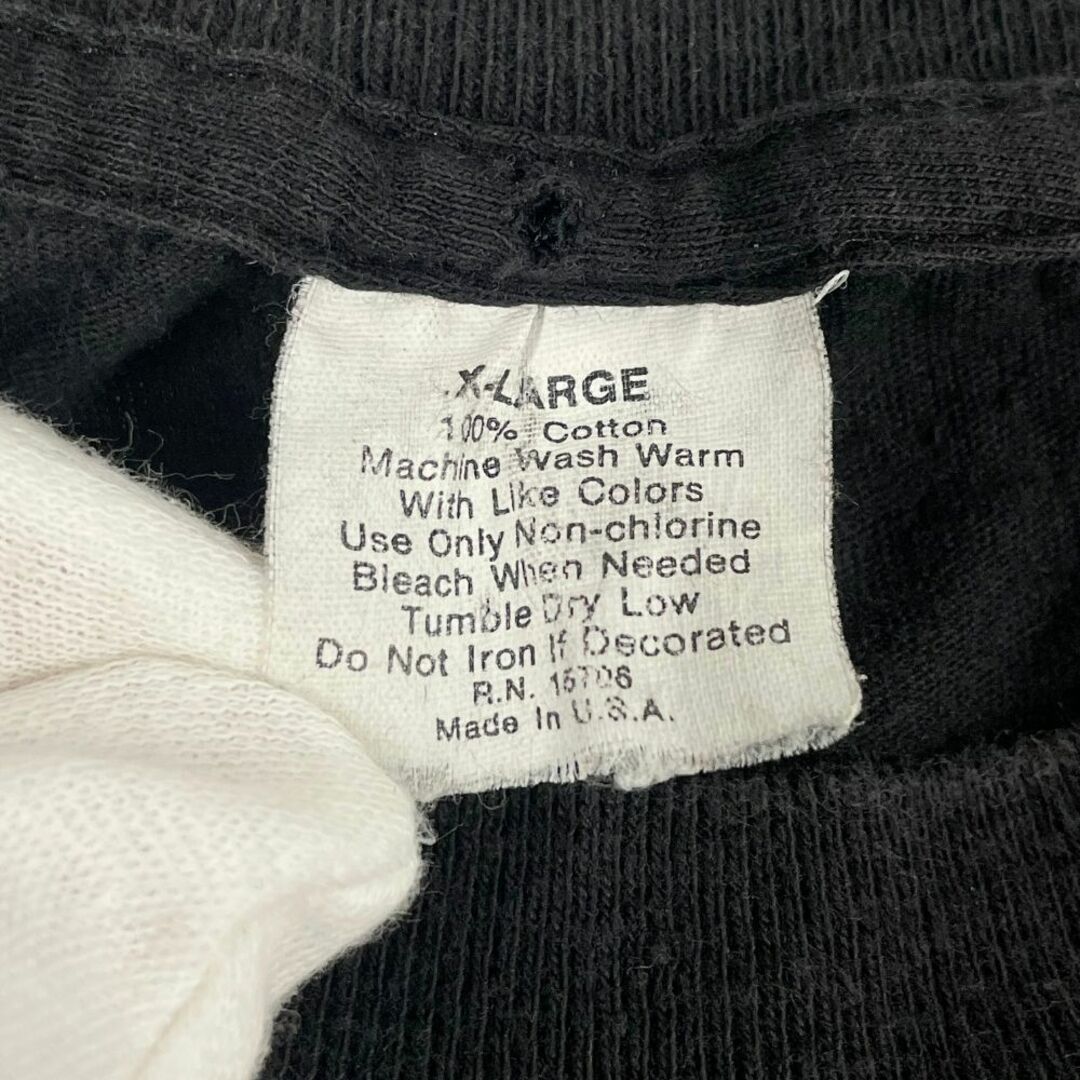 X-LARGE
100% Cotton
Machine Wash Warm
With Like Colors
Use Only Non-chlorine
Bleach When Needed
Tumble Dry Low
Do Not Iron If Decorated
R.N. 15706
Made In U.S.A.